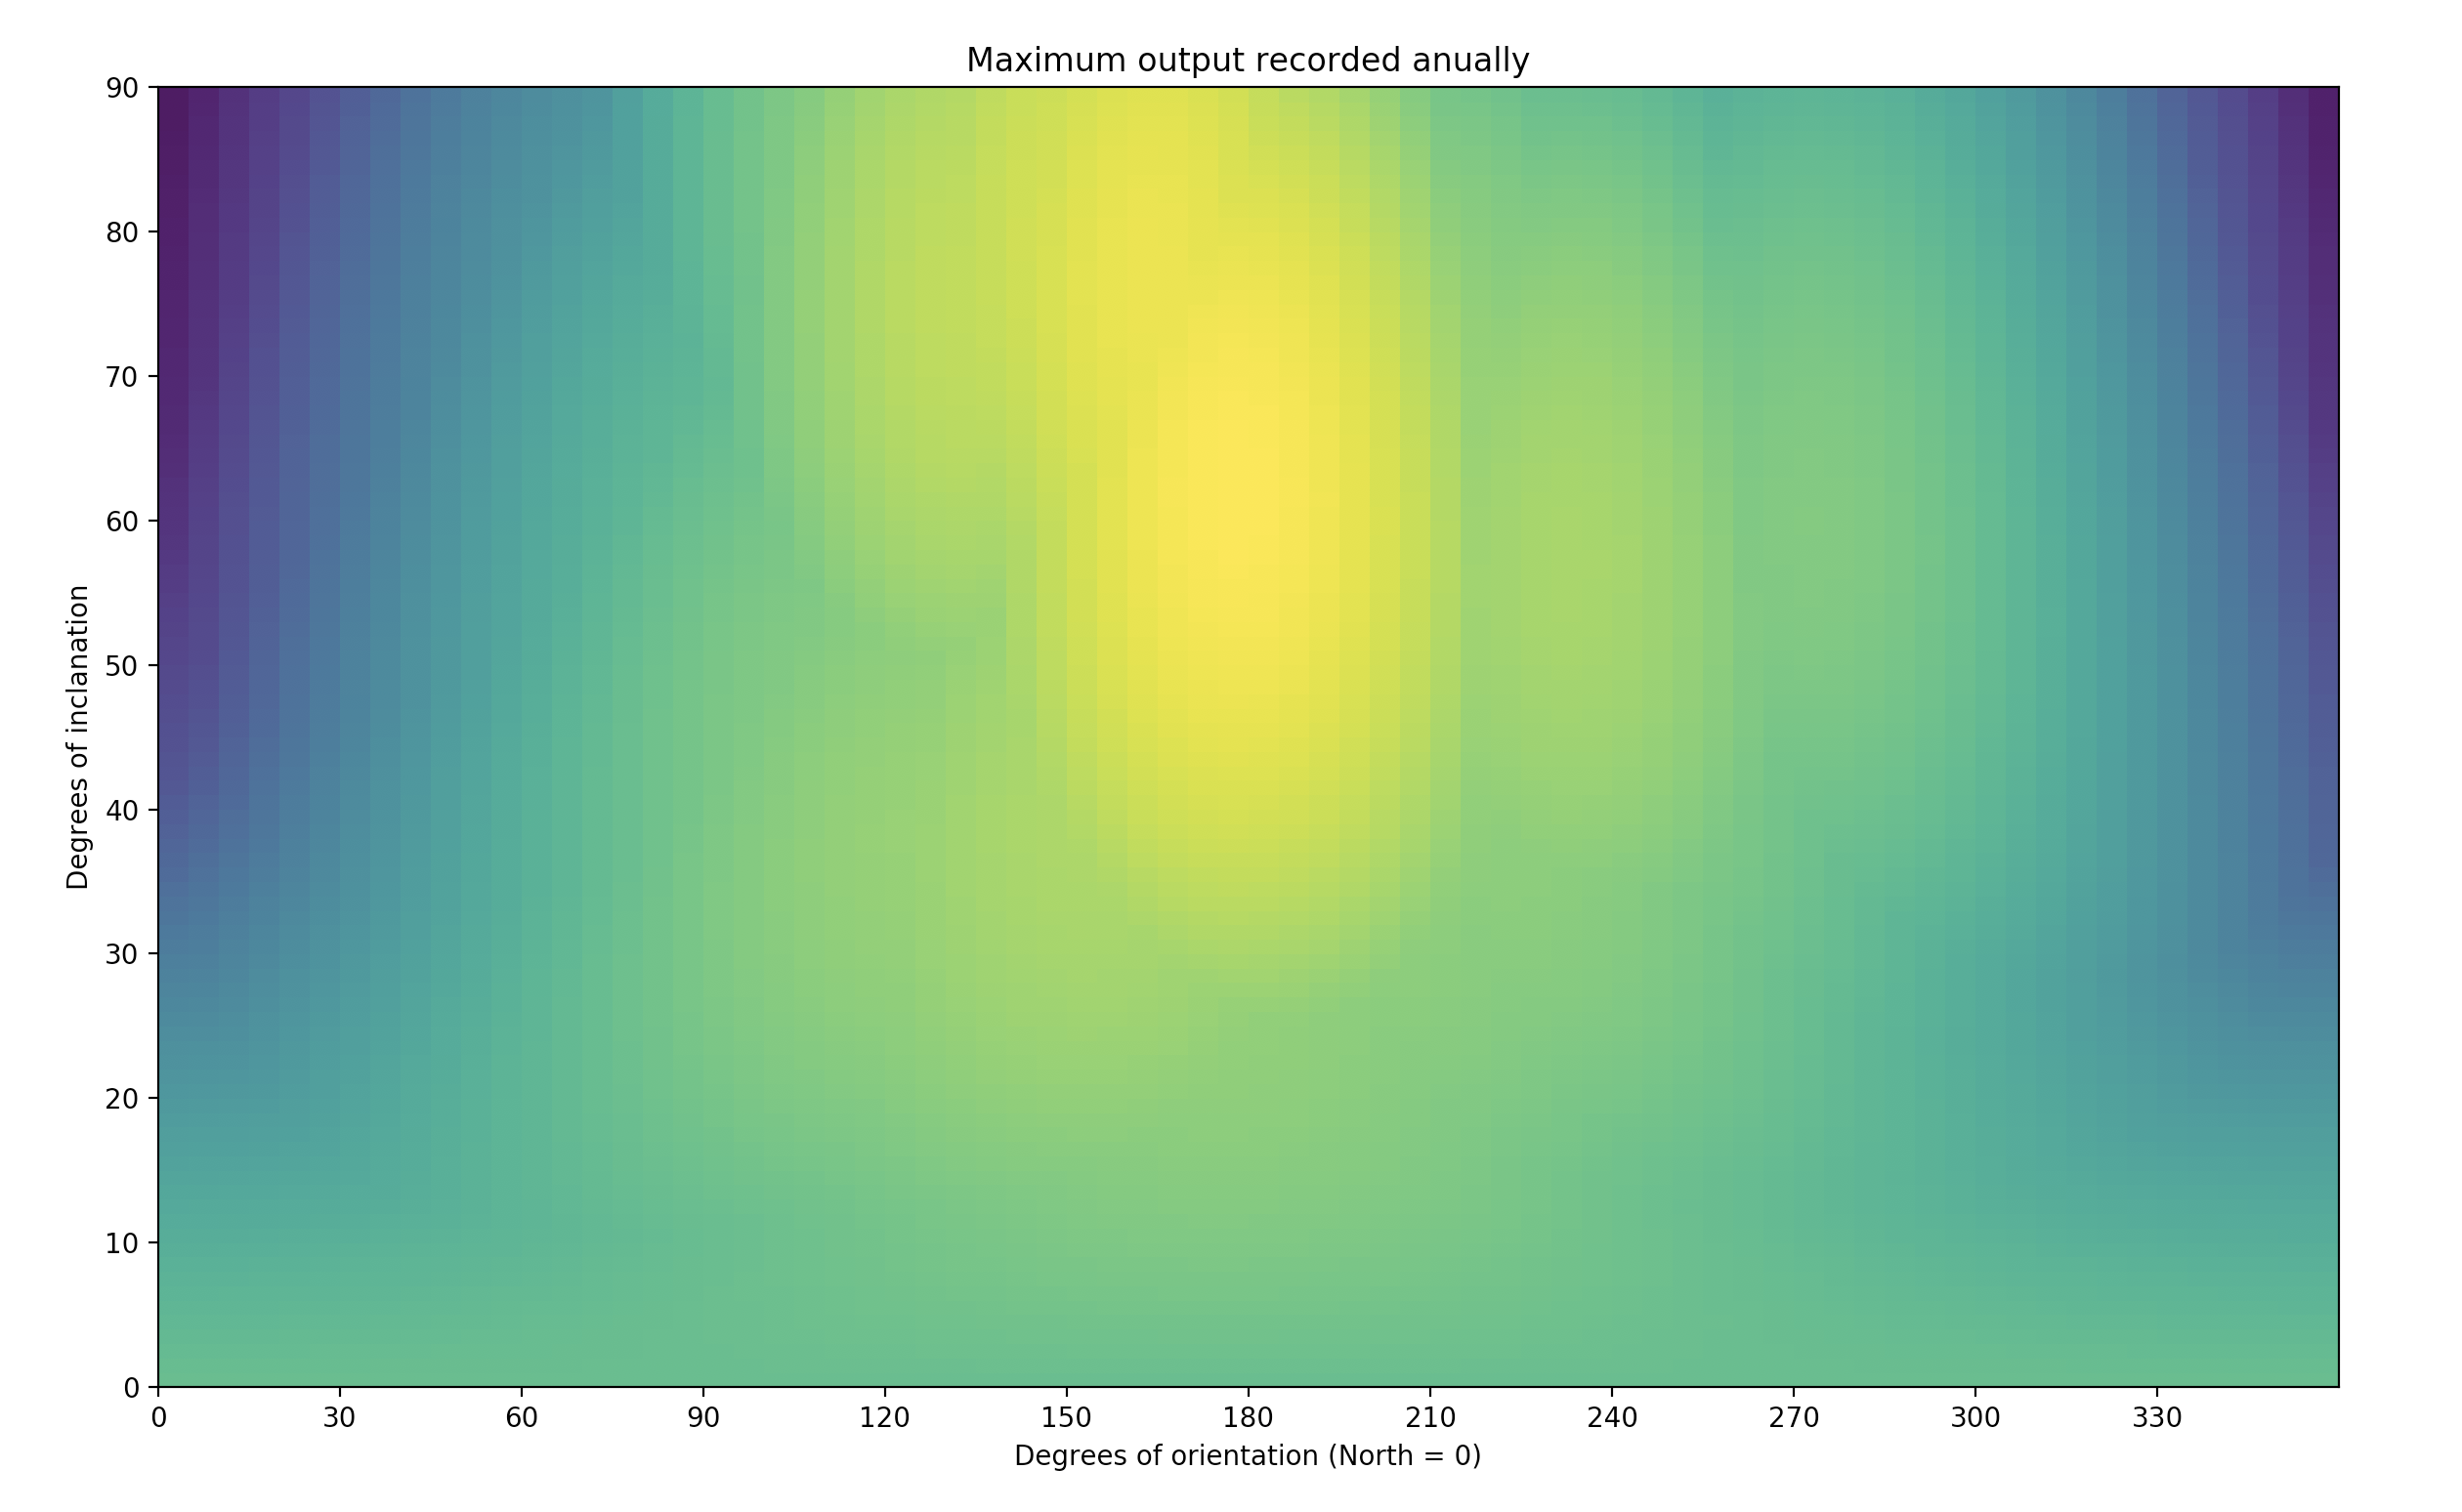 Maximum output recorded anually
90
80
70
60
50
40
30
20
10
0
Degrees of inclanation
0 30 60 90 120 150 180 210 240 270 300 330
Degrees of orientation (North = 0)